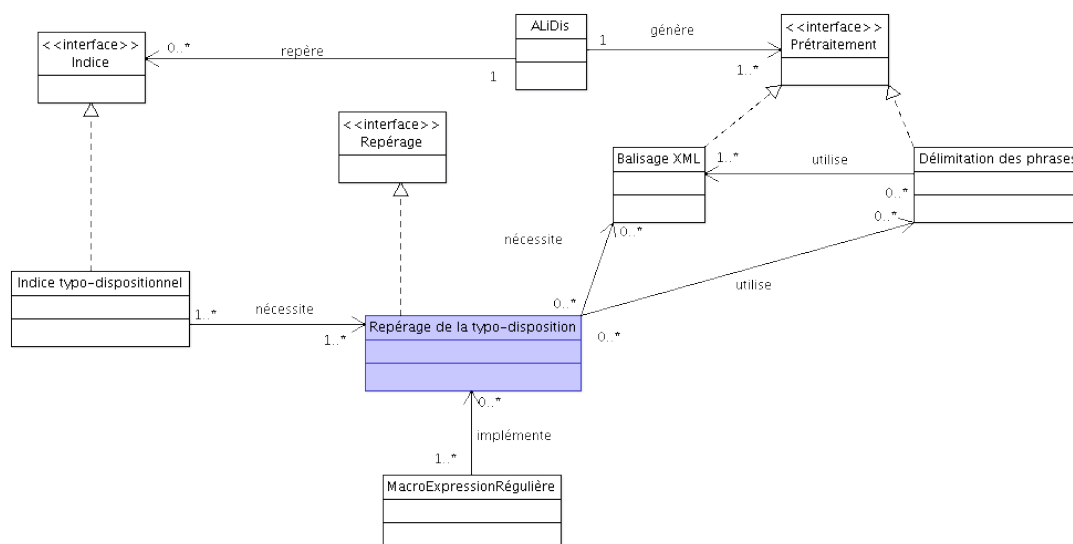 ALiDis
<<interface>>
Prétraitement
<<interface>>
Indice
0..*
repère
1
1
génère
1..*
<<interface>>
Repérage
Balisage XML
1..*
utilise
Délimitation des phrases
0..*
0..*
nécessite
0..*
Indice typo-dispositionnel
1..*
nécessite
1..*
0..*
utilise
Repérage de la typo-disposition
0..*
0..*
implémente
1..*
MacroExpressionRégulière